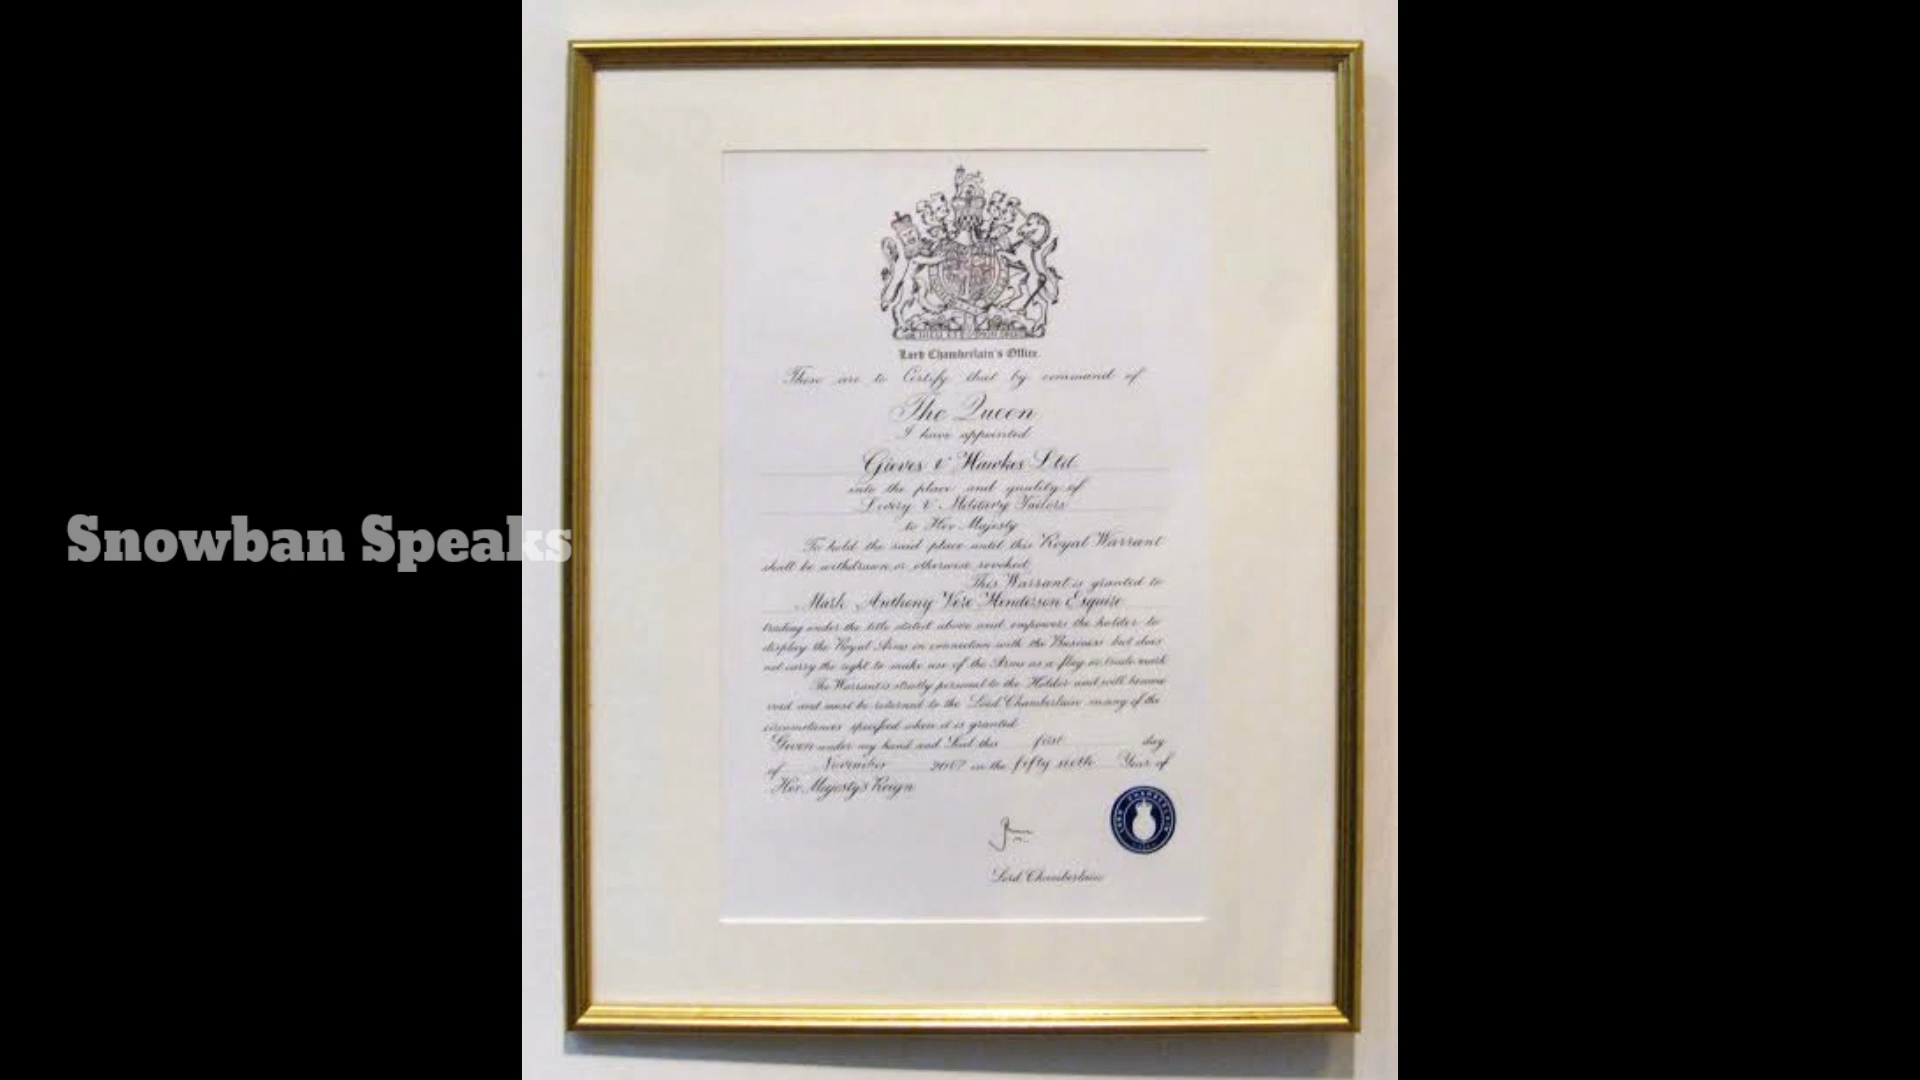 Lord Chamberlain's Office
These are to Certify that by command of
The Queen
I have appointed
Gieves & Hawkes Ltd
into the place and quality of
Livery & Military Tailors
to Her Majesty
To hold the said place until this Royal Warrant
shall be withdrawn or otherwise revoked
This Warrant is granted to
Mark Anthony Vere Henderson Esquire
trading under the title stated above and empowers the holder to
display the Royal Arms in connection with the Business but does
not carry the right to make use of the Arms as a flag or trade mark
The Warrant is strictly personal to the Holder and will become
void and must be returned to the Lord Chamberlain in any of the
circumstances specified when it is granted
Given under my hand and Seal this first day
of November 2007 in the fifty sixth Year of
Her Majesty's Reign
LORD CHAMBERLAIN
Lord Chamberlain
Snowban Speaks